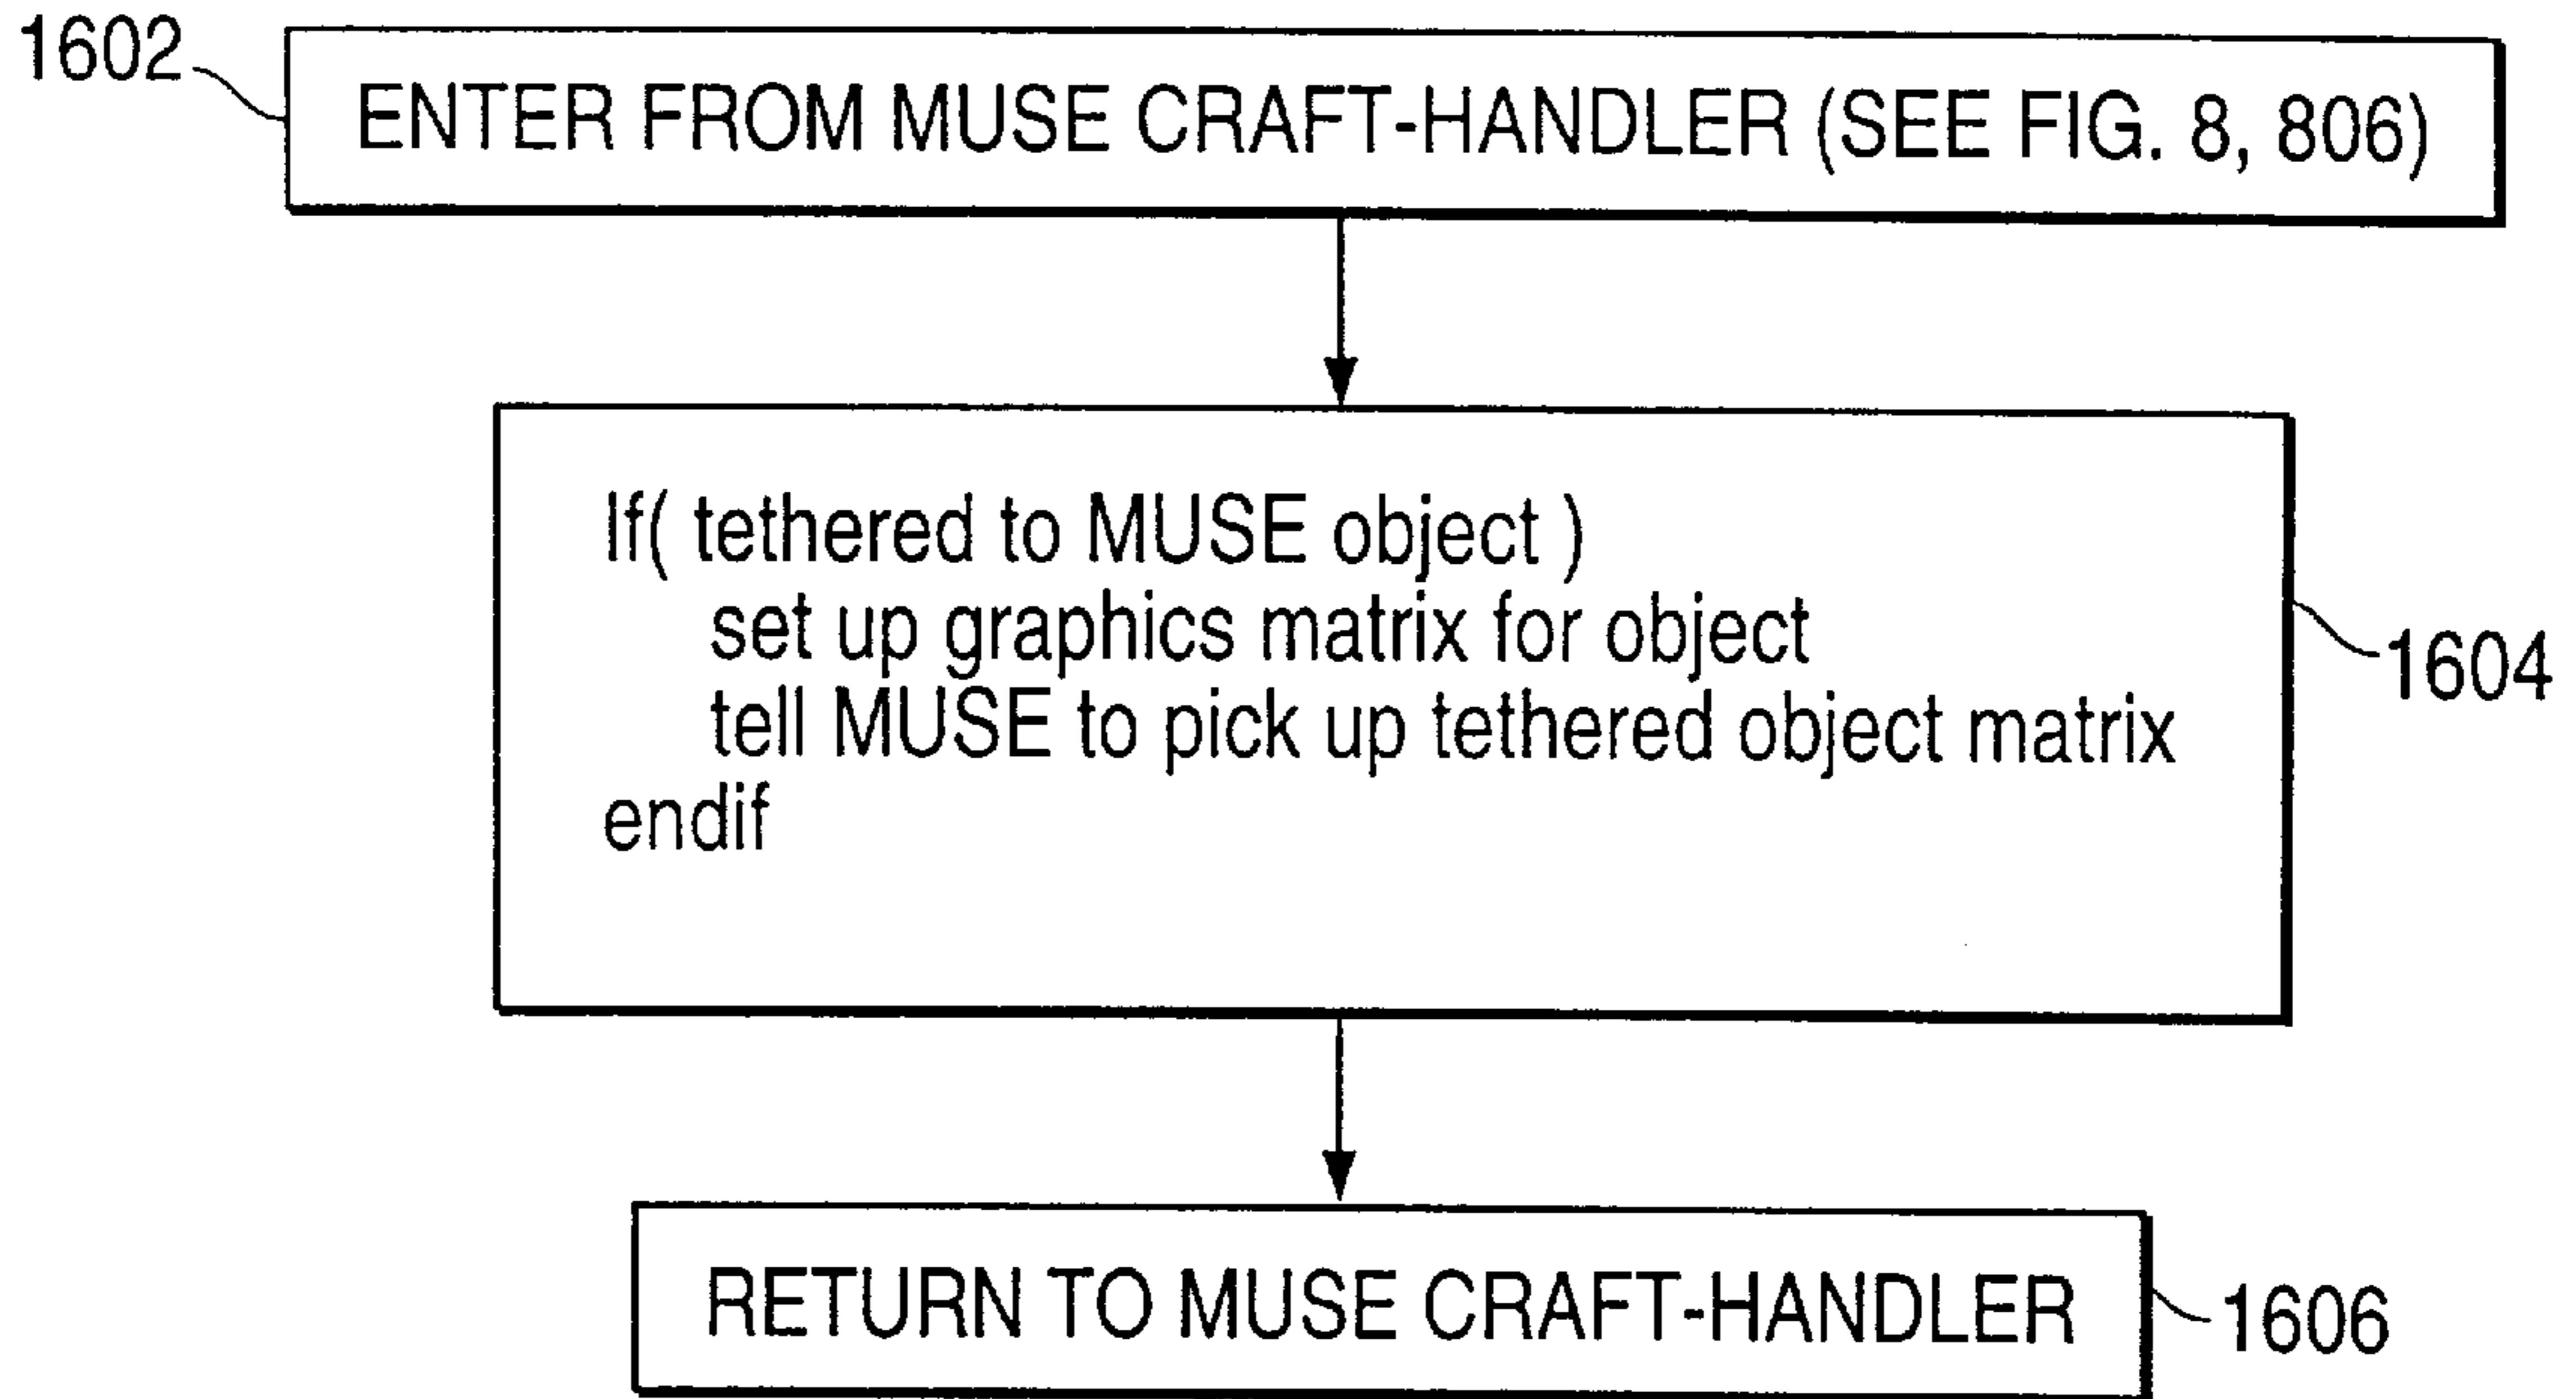 1602
ENTER FROM MUSE CRAFT-HANDLER (SEE FIG. 8, 806)
If( tethered to MUSE object )
set up graphics matrix for object
tell MUSE to pick up tethered object matrix
endif
1604
RETURN TO MUSE CRAFT-HANDLER
1606